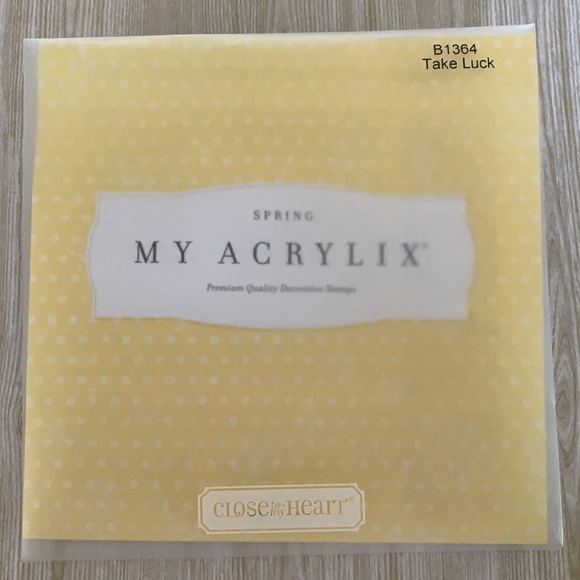 B1364
Take Luck
SPRING
MY ACRYLIX®
Premium Quality Decorative Stamps
CLOSE to my HEART®